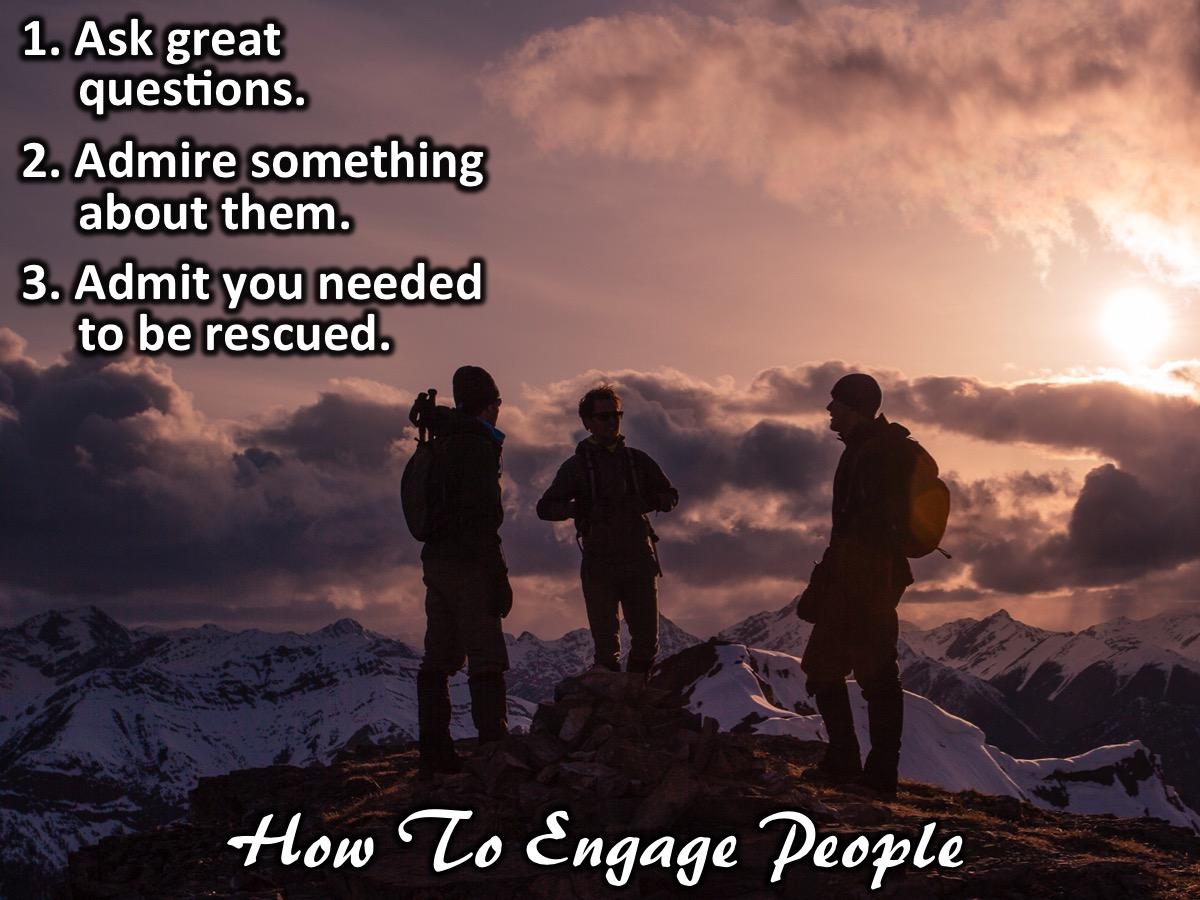 1. Ask great
questions.
2. Admire something
about them.
3. Admit you needed
to be rescued.
How To Engage People